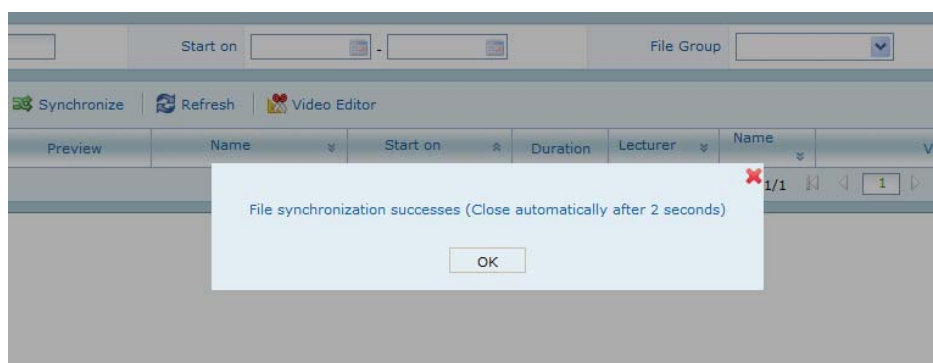 Start on - File Group
Synchronize Refresh Video Editor
Preview Name Start on Duration Lecturer Name V
1/1 1
File synchronization successes (Close automatically after 2 seconds)
OK